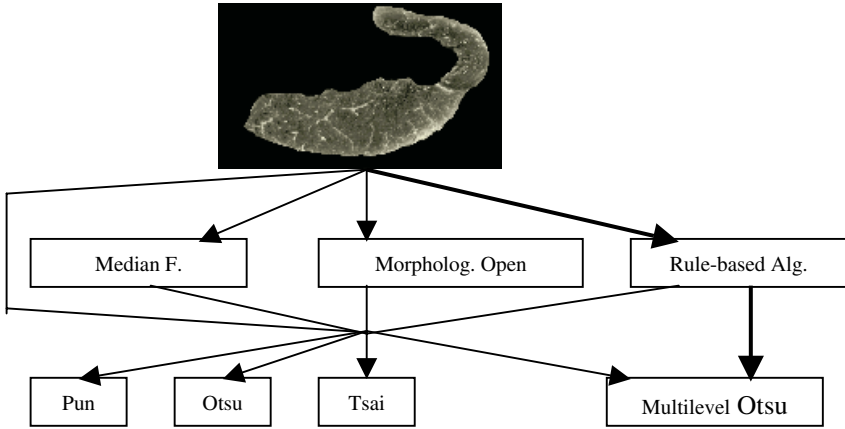 Median F.
Morpholog. Open
Rule-based Alg.
Pun
Otsu
Tsai
Multilevel Otsu